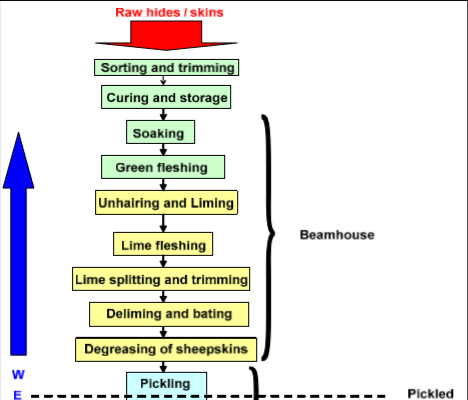 Raw hides / skins
Sorting and trimming
Curing and storage
Soaking
Green fleshing
Unhairing and Liming
Beamhouse
Lime fleshing
Lime splitting and trimming
Deliming and bating
Degreasing of sheepskins
W
Pickling
E
Pickled